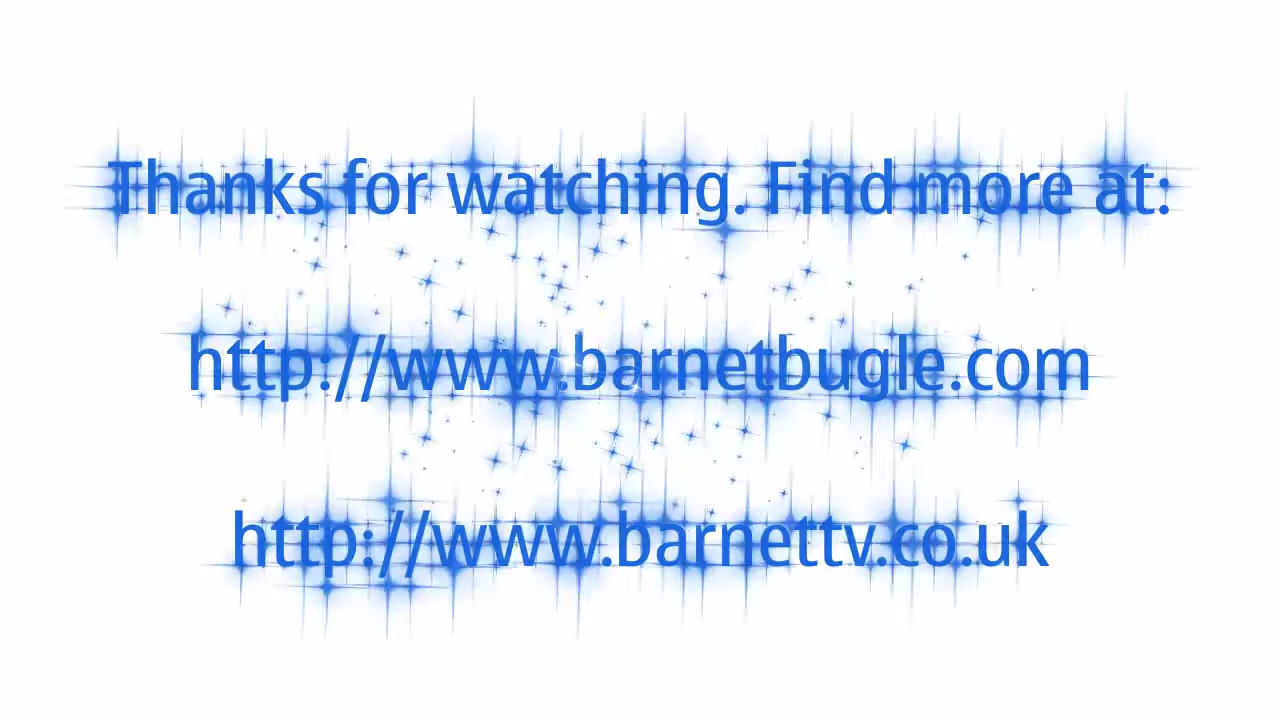 Thanks for watching. Find more at:
http://www.barnetbugle.com
http://www.barnettv.co.uk